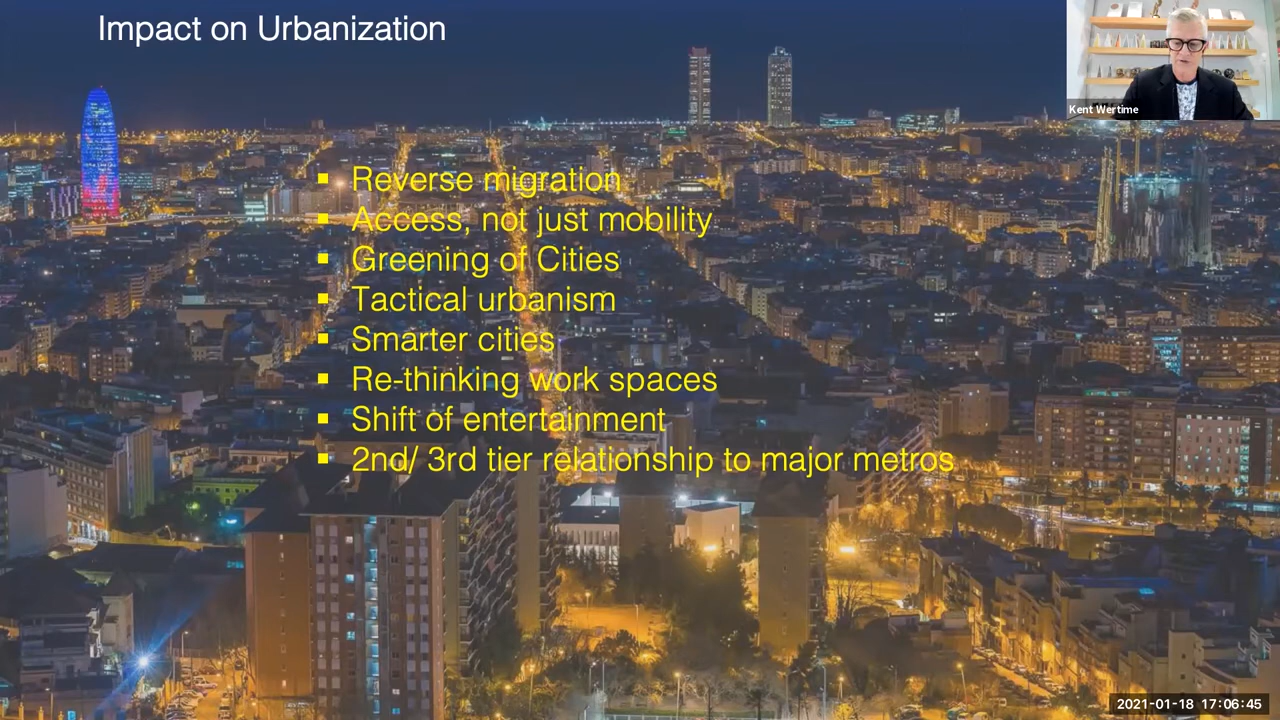 Impact on Urbanization
Kent Wertime
▪ Reverse migration
▪ Access, not just mobility
▪ Greening of Cities
▪ Tactical urbanism
▪ Smarter cities
▪ Re-thinking work spaces
▪ Shift of entertainment
▪ 2nd/ 3rd tier relationship to major metros
2021-01-18 17:06:45